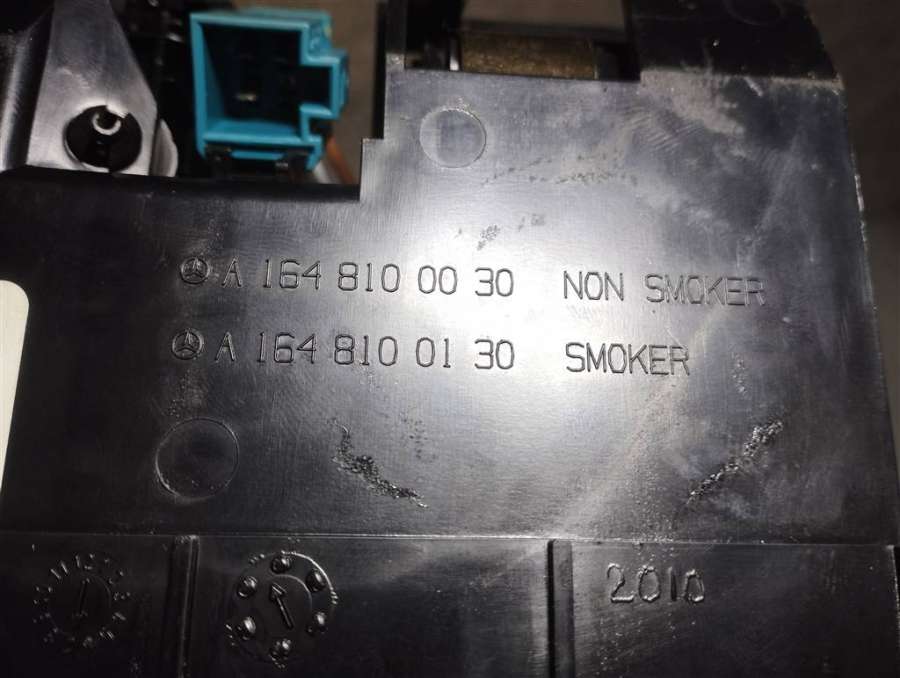 A 164 810 00 30 NON SMOKER
A 164 810 01 30 SMOKER
2010